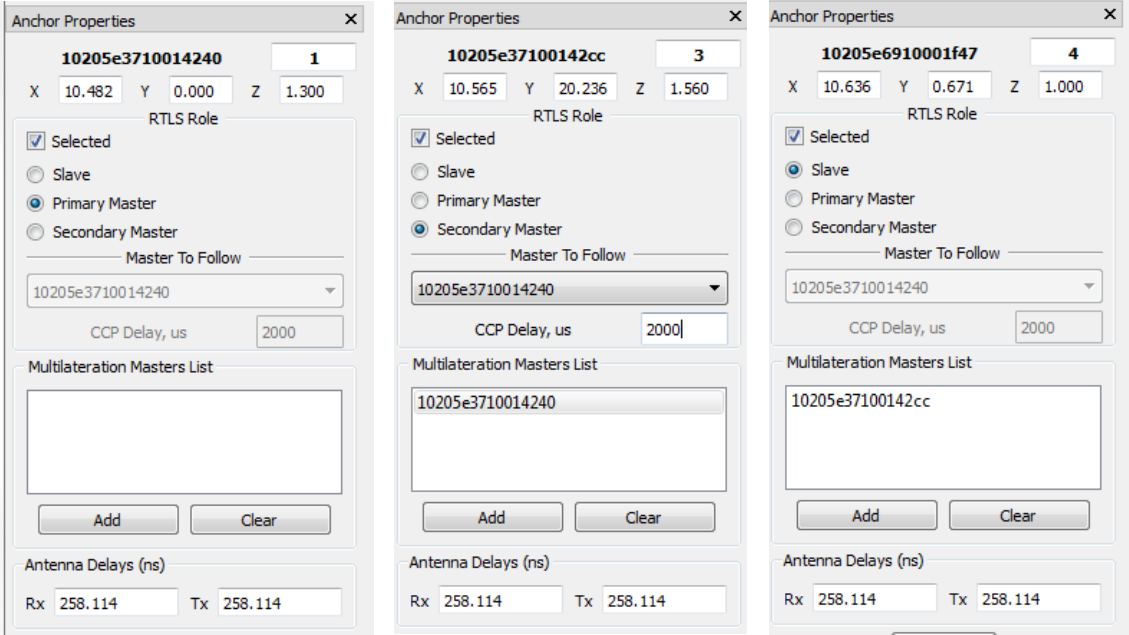 Anchor Properties X
10205e3710014240 1
X 10.482 Y 0.000 Z 1.300
RTLS Role
Selected
Slave
Primary Master
Secondary Master
Master To Follow
10205e3710014240
CCP Delay, us 2000
Multilateration Masters List
Add Clear
Antenna Delays (ns)
Rx 258.114 Tx 258.114
Anchor Properties X
10205e37100142cc 3
X 10.565 Y 20.236 Z 1.560
RTLS Role
Selected
Slave
Primary Master
Secondary Master
Master To Follow
10205e3710014240
CCP Delay, us 2000
Multilateration Masters List
10205e3710014240
Add Clear
Antenna Delays (ns)
Rx 258.114 Tx 258.114
Anchor Properties X
10205e6910001f47 4
X 10.636 Y 0.671 Z 1.000
RTLS Role
Selected
Slave
Primary Master
Secondary Master
Master To Follow
10205e3710014240
CCP Delay, us 2000
Multilateration Masters List
10205e37100142cc
Add Clear
Antenna Delays (ns)
Rx 258.114 Tx 258.114